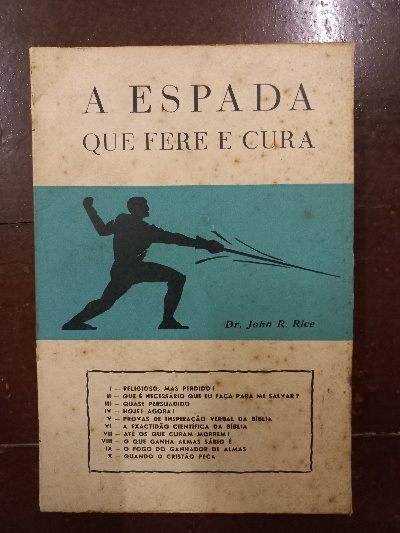 A ESPADA
QUE FERE E CURA
Dr. John R. Rice
I — RELIGIOSO, MAS PERDIDO!
II — QUE É NECESSÁRIO QUE EU FAÇA PARA ME SALVAR?
III — QUASE PERSUADIDO
IV — HOJE! AGORA!
V — PROVAS DE INSPIRAÇÃO VERBAL DA BÍBLIA
VI — A EXACTIDÃO CIENTÍFICA DA BÍBLIA
VII — ATÉ OS QUE CURAM MORREM!
VIII — O QUE GANHA ALMAS SÁBIO É
IX — O FOGO DO GANHADOR DE ALMAS
X — QUANDO O CRISTÃO PECA